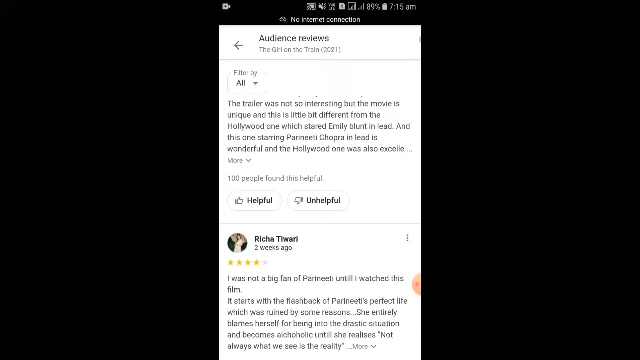 89% 7:15 am
No internet connection
Audience reviews
The Girl on the Train (2021)
Filter by
All
The trailer was not so interesting but the movie is
unique and this is little bit different from the
Hollywood one which stared Emily blunt in lead. And
this one starring Parineeti Chopra in lead is
wonderful and the Hollywood one was also excelle ...
More
100 people found this helpful.
Helpful Unhelpful
Richa Tiwari
2 weeks ago
I was not a big fan of Parineeti untill I watched this
film.
It starts with the flashback of Parineeti's perfect life
which was ruined by some reasons...She entirely
blames herself for being into the drastic situation
and becomes alchoholic until she realises "Not
always what we see is the reality" ...More